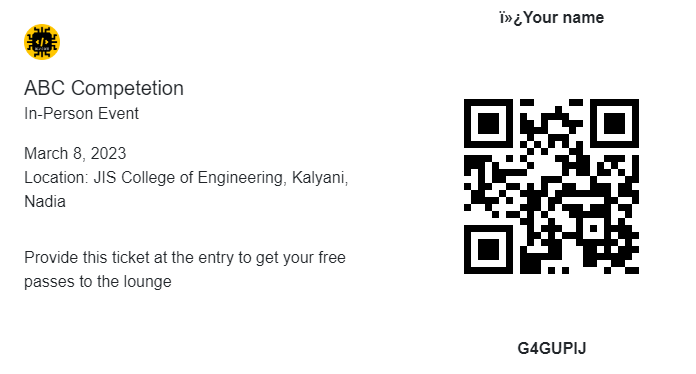 ï»¿Your name
ABC Competetion
In-Person Event
March 8, 2023
Location: JIS College of Engineering, Kalyani,
Nadia
Provide this ticket at the entry to get your free
passes to the lounge
G4GUPIJ